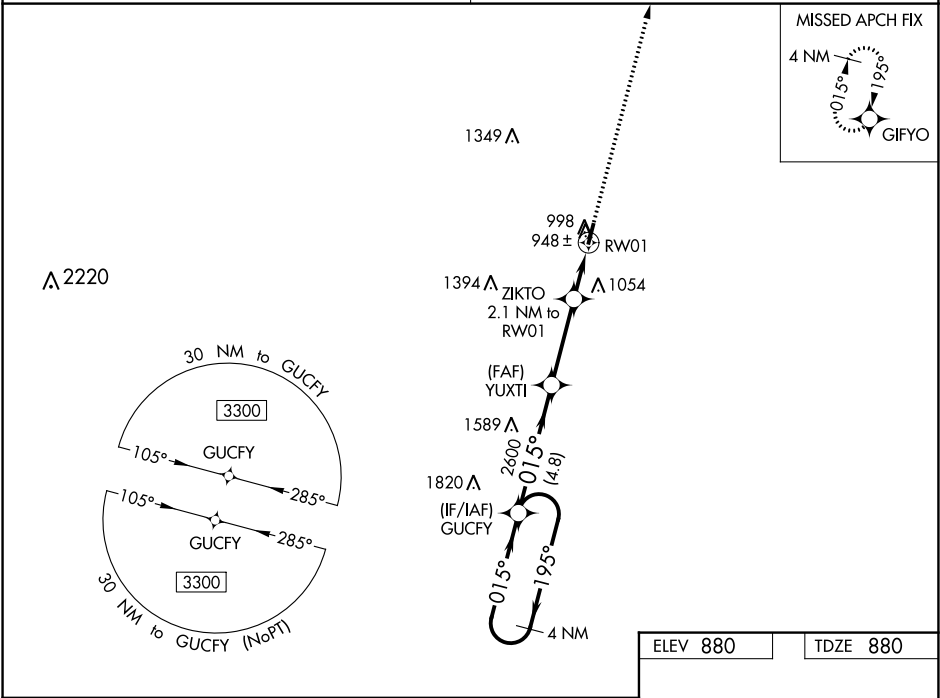 MISSED APCH FIX
4 NM
015°
195°
GIFYO
1349
998
948 ±
RW01
2220
1394
ZIKTO
2.1 NM to
RW01
1054
(FAF)
YUXTI
1589
2600
015°
(4.8)
1820
(IF/IAF)
GUCFY
015°
195°
4 NM
30 NM to GUCFY
3300
GUCFY
105°
285°
105°
285°
GUCFY
3300
30 NM to GUCFY (NoPT)
ELEV 880
TDZE 880